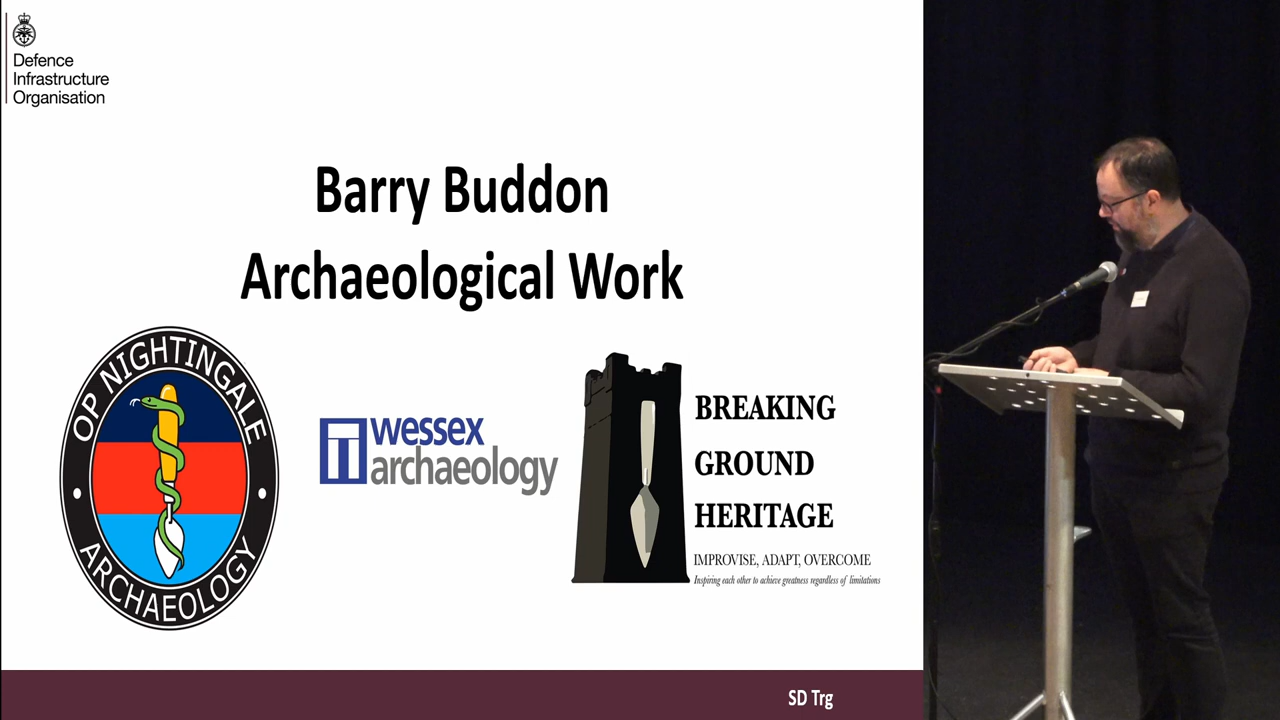 Defence
Infrastructure
Organisation
Barry Buddon
Archaeological Work
OP NIGHTINGALE
ARCHAEOLOGY
wessex
archaeology
BREAKING
GROUND
HERITAGE
IMPROVISE, ADAPT, OVERCOME
Inspiring each other to achieve greatness regardless of limitations
SD Trg